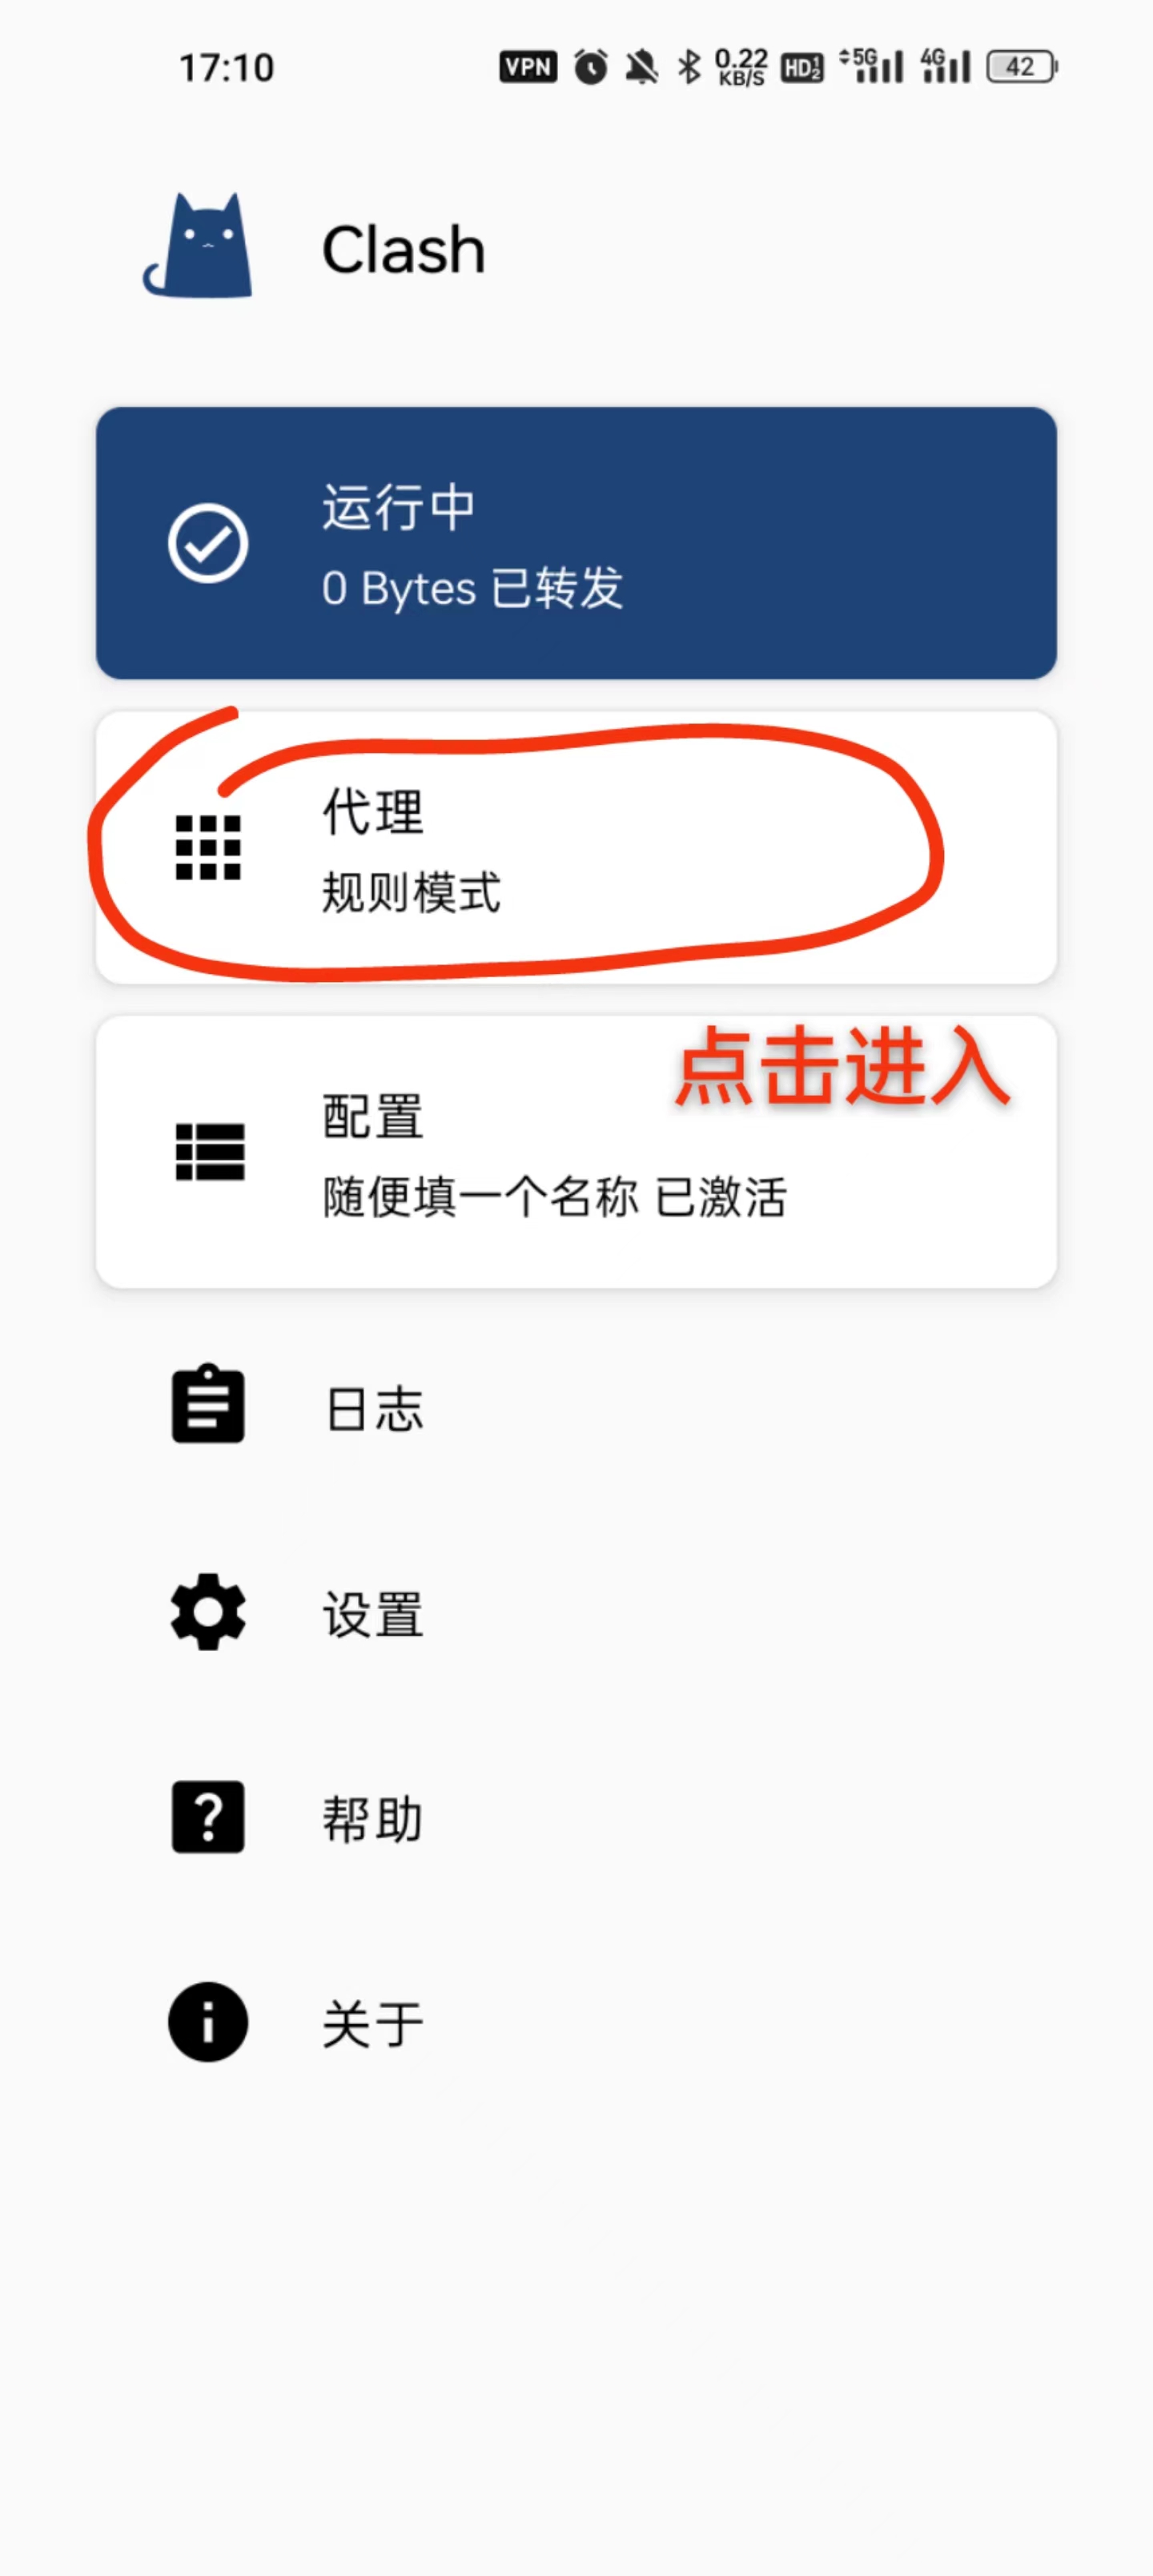 17:10 VPN 0.22 KB/S HD 1 2 5G 4G 42
Clash
运行中
0 Bytes 已转发
代理
规则模式
点击进入
配置
随便填一个名称 已激活
日志
设置
帮助
关于